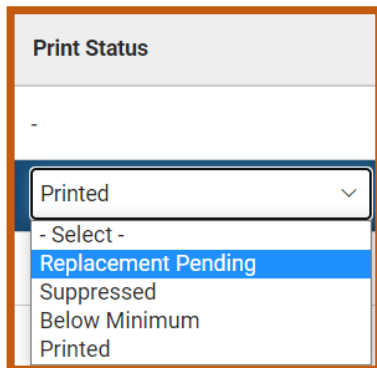 Print Status
-
Printed
- Select -
Replacement Pending
Suppressed
Below Minimum
Printed